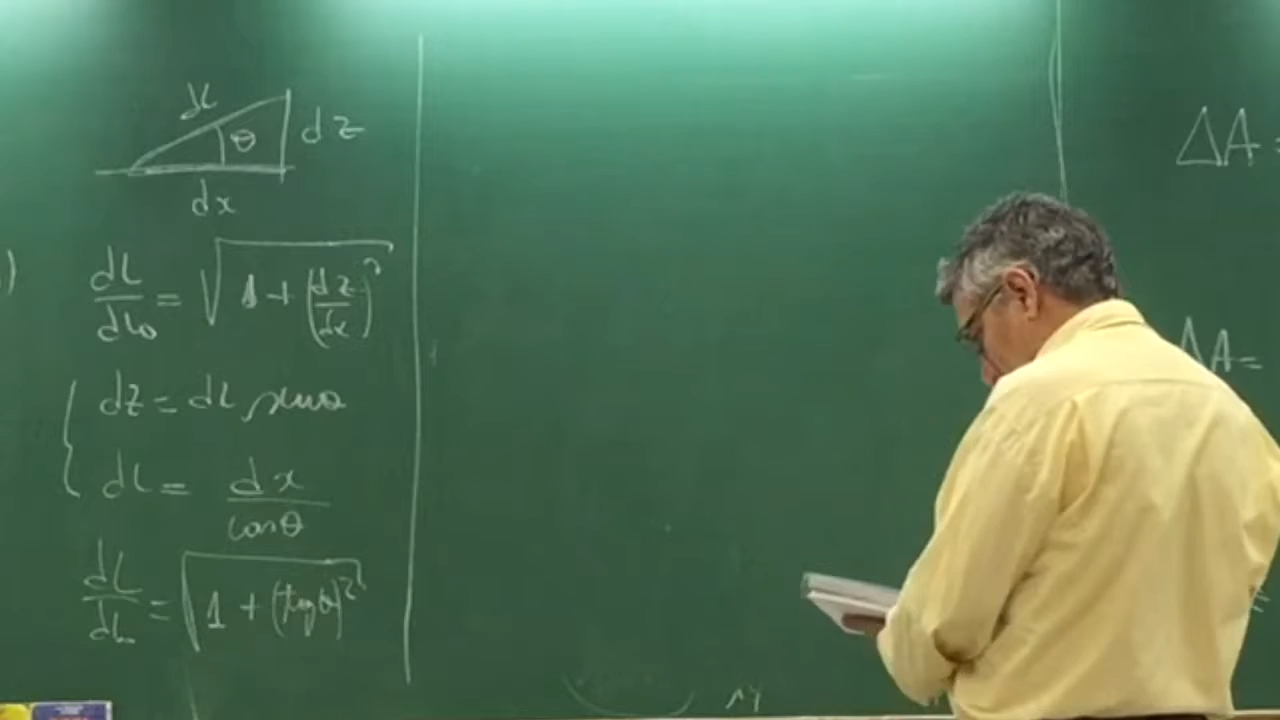 dl
θ
dz
dx
)
dl/dl₀ = √(1 + (dz/dx)²)
dz = dl senθ
dl = dx/cosθ
dl/dl₀ = √(1 + (tgθ)²)
ΔA =
ΔA =
=